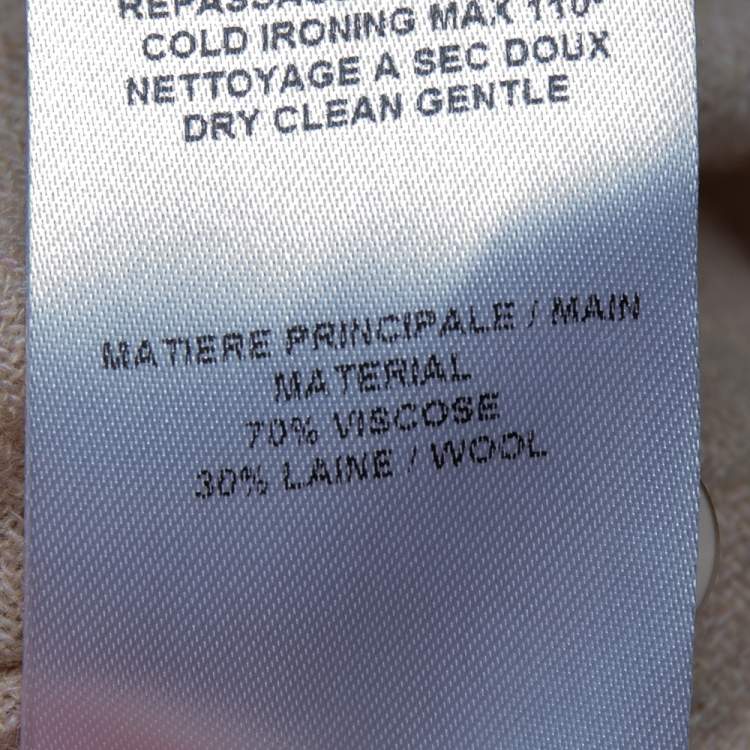 COLD IRONING MAX 110°
NETTOYAGE A SEC DOUX
DRY CLEAN GENTLE
MATIERE PRINCIPALE / MAIN
MATERIAL
70% VISCOSE
30% LAINE / WOOL